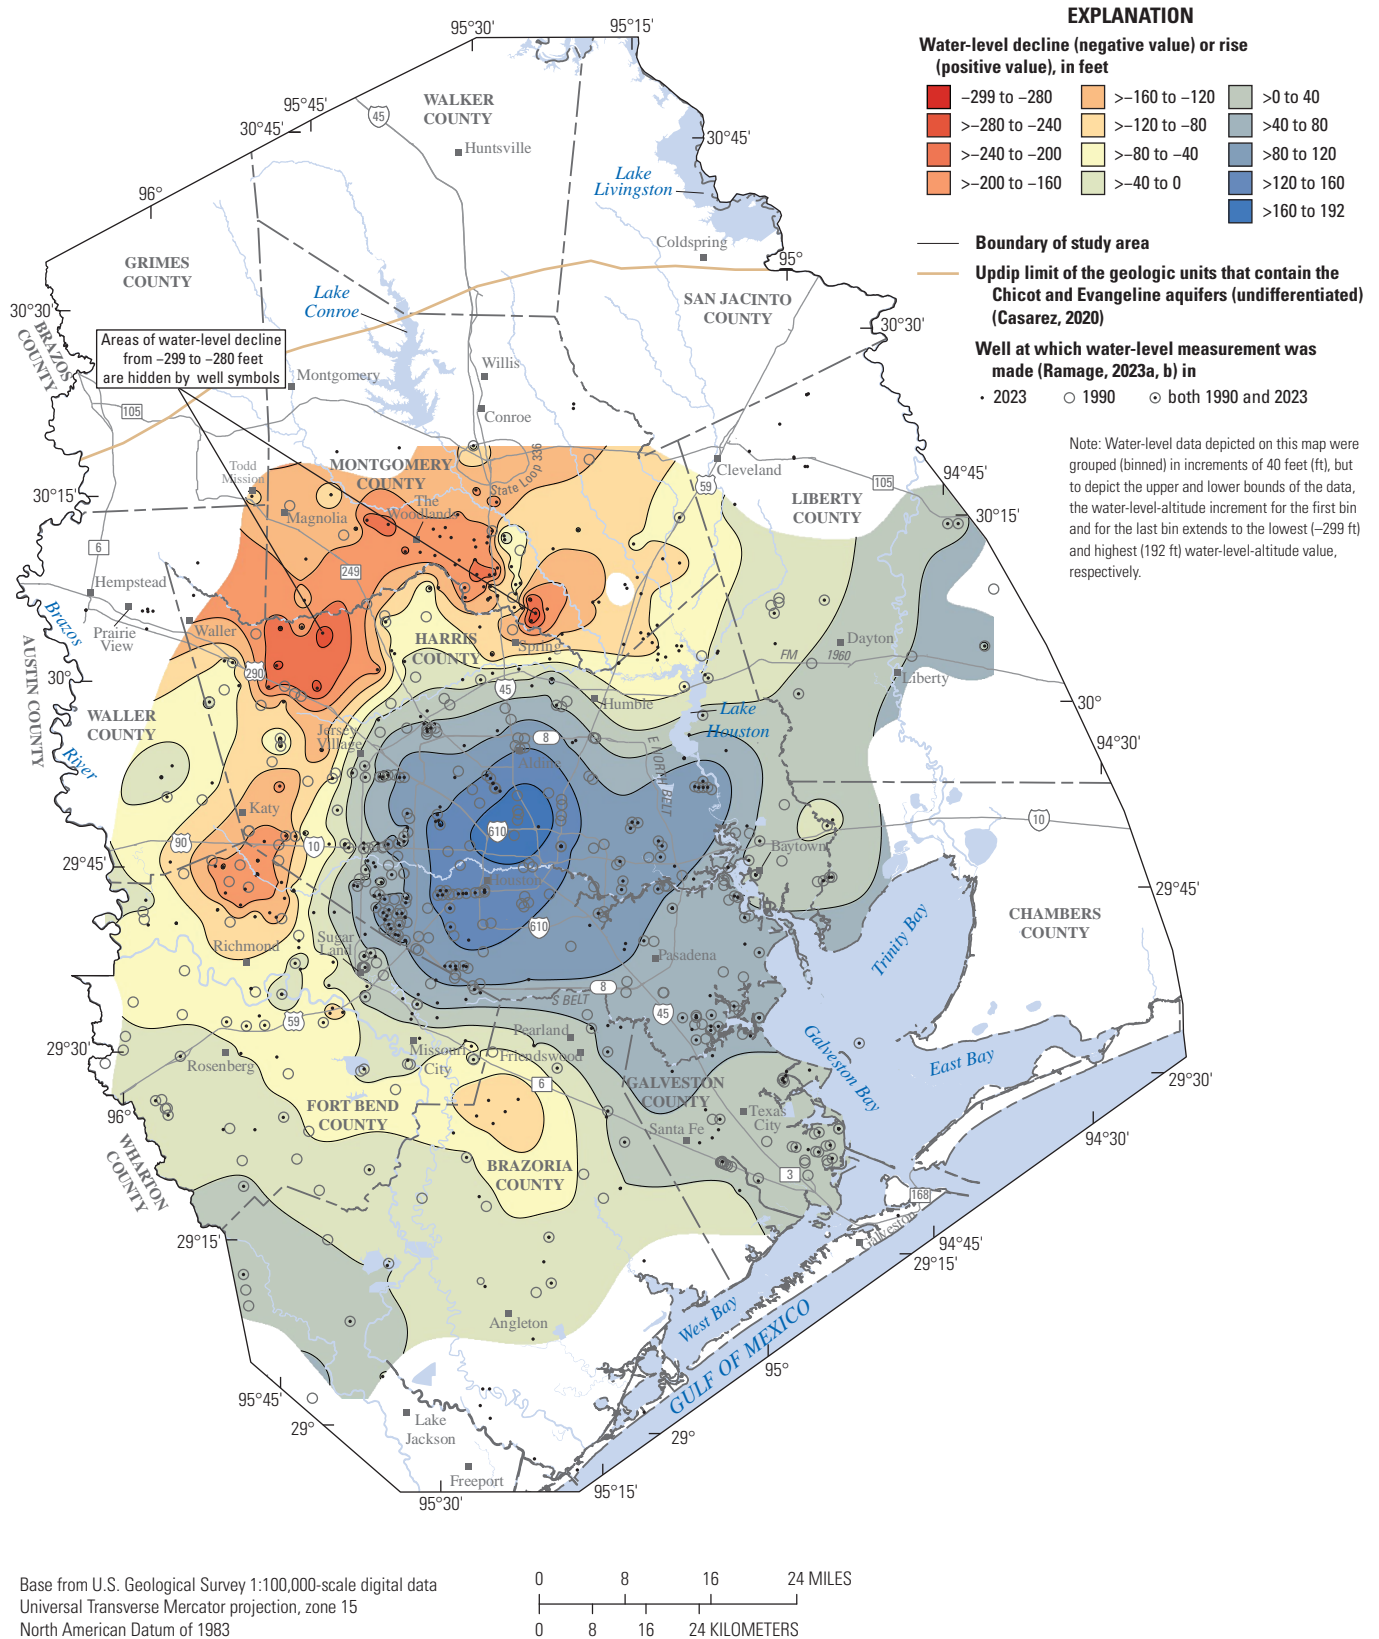 EXPLANATION
Water-level decline (negative value) or rise
(positive value), in feet
−299 to −280
>−280 to −240
>−240 to −200
>−200 to −160
>−160 to −120
>−120 to −80
>−80 to −40
>−40 to 0
>0 to 40
>40 to 80
>80 to 120
>120 to 160
>160 to 192
Boundary of study area
Updip limit of the geologic units that contain the
Chicot and Evangeline aquifers (undifferentiated)
(Casarez, 2020)
Well at which water-level measurement was
made (Ramage, 2023a, b) in
2023
1990
both 1990 and 2023
Note: Water-level data depicted on this map were
grouped (binned) in increments of 40 feet (ft), but
to depict the upper and lower bounds of the data,
the water-level-altitude increment for the first bin
and for the last bin extends to the lowest (–299 ft)
and highest (192 ft) water-level-altitude value,
respectively.
95°30'
95°15'
95°45'
30°45'
45
WALKER
COUNTY
Huntsville
30°45'
Lake
Livingston
96°
Coldspring
95°
GRIMES
COUNTY
SAN JACINTO
COUNTY
Lake
Conroe
30°30'
30°30'
BRAZOS
COUNTY
Areas of water-level decline
from −299 to −280 feet
are hidden by well symbols
Willis
Montgomery
105
Conroe
State Loop 336
Todd
Mission
MONTGOMERY
COUNTY
Cleveland
59
105
94°45'
30°15'
LIBERTY
COUNTY
30°15'
The
Woodlands
Magnolia
6
249
Hempstead
Brazos
River
Prairie
View
Waller
HARRIS
COUNTY
Spring
Dayton
FM 1960
AUSTIN COUNTY
30°
290
45
Liberty
30°
WALLER
COUNTY
Humble
Lake
Houston
Jersey
Village
8
E NORTH BELT
94°30'
Aldine
Katy
90
10
610
10
Baytown
29°45'
29°45'
Houston
CHAMBERS
COUNTY
610
Trinity Bay
Richmond
Sugar
Land
Pasadena
8
S BELT
59
45
Pearland
29°30'
Rosenberg
Missouri
City
Friendswood
Galveston Bay
East Bay
29°30'
6
GALVESTON
COUNTY
96°
FORT BEND
COUNTY
Texas
City
94°30'
Santa Fe
WHARTON
COUNTY
BRAZORIA
COUNTY
3
168
Galveston
29°15'
94°45'
29°15'
West Bay
Angleton
GULF OF MEXICO
95°
95°45'
29°
Lake
Jackson
29°
Freeport
95°30'
95°15'
Base from U.S. Geological Survey 1:100,000-scale digital data
Universal Transverse Mercator projection, zone 15
North American Datum of 1983
0 8 16 24 MILES
0 8 16 24 KILOMETERS